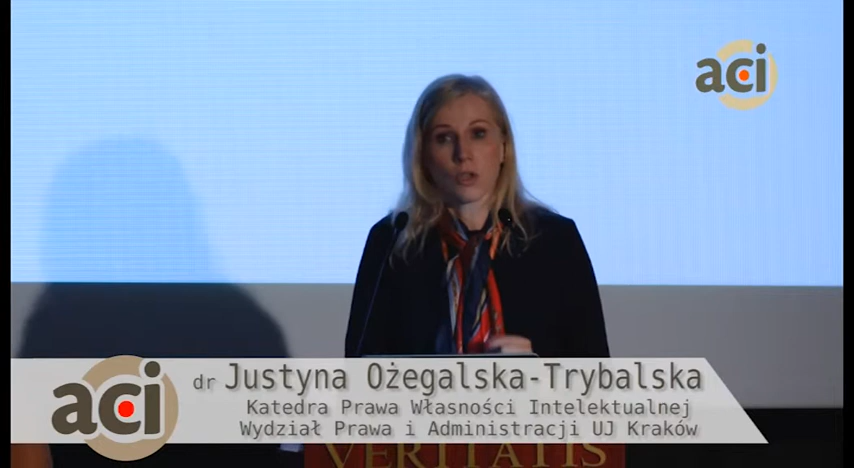 aci
aci
dr Justyna Ożegalska-Trybalska
Katedra Prawa Własności Intelektualnej
Wydział Prawa i Administracji UJ Kraków
VERITATIS